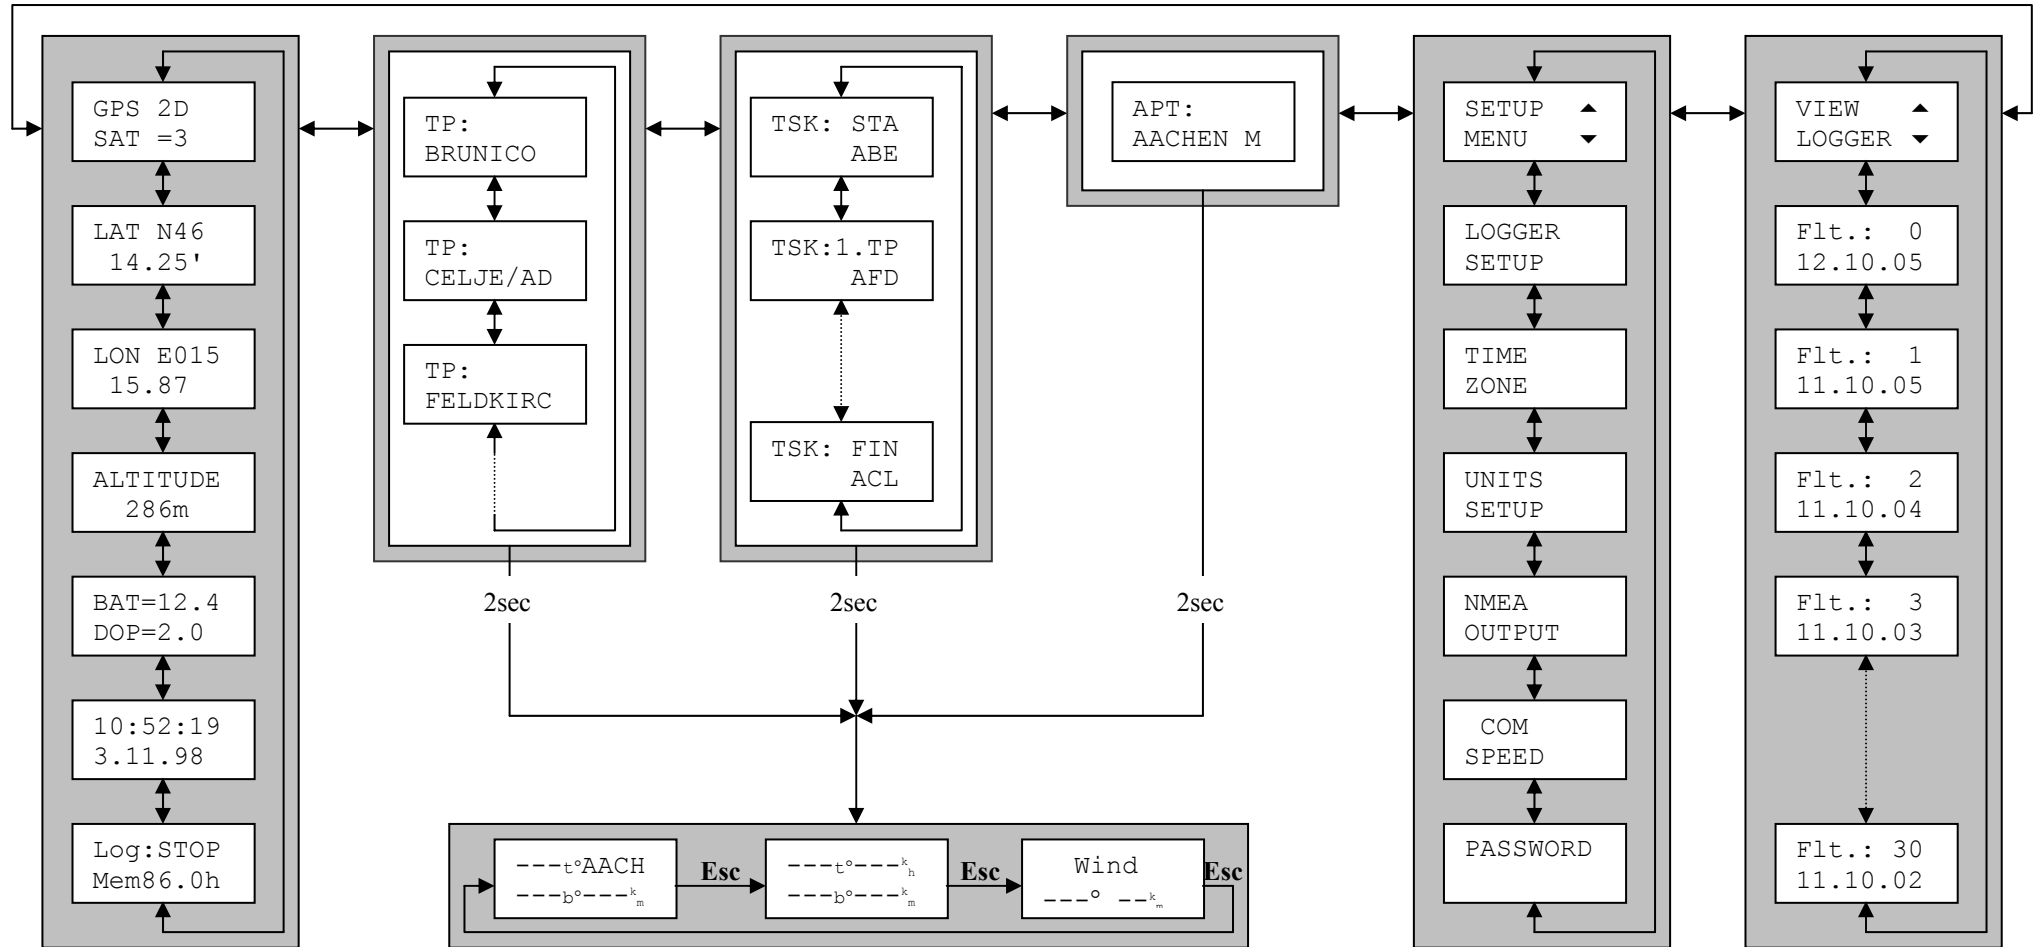 GPS 2D
SAT =3
LAT N46
14.25'
LON E015
15.87
ALTITUDE
286m
BAT=12.4
DOP=2.0
10:52:19
3.11.98
Log:STOP
Mem86.0h
TP:
BRUNICO
TP:
CELJE/AD
TP:
FELDKIRC
2sec
TSK: STA
ABE
TSK:1.TP
AFD
TSK: FIN
ACL
2sec
APT:
AACHEN M
2sec
SETUP
MENU
LOGGER
SETUP
TIME
ZONE
UNITS
SETUP
NMEA
OUTPUT
COM
SPEED
PASSWORD
VIEW
LOGGER
Flt.: 0
12.10.05
Flt.: 1
11.10.05
Flt.: 2
11.10.04
Flt.: 3
11.10.03
Flt.: 30
11.10.02
---t°AACH
---b°---km
Esc
---t°---kh
---b°---km
Esc
Wind
---° --km
Esc